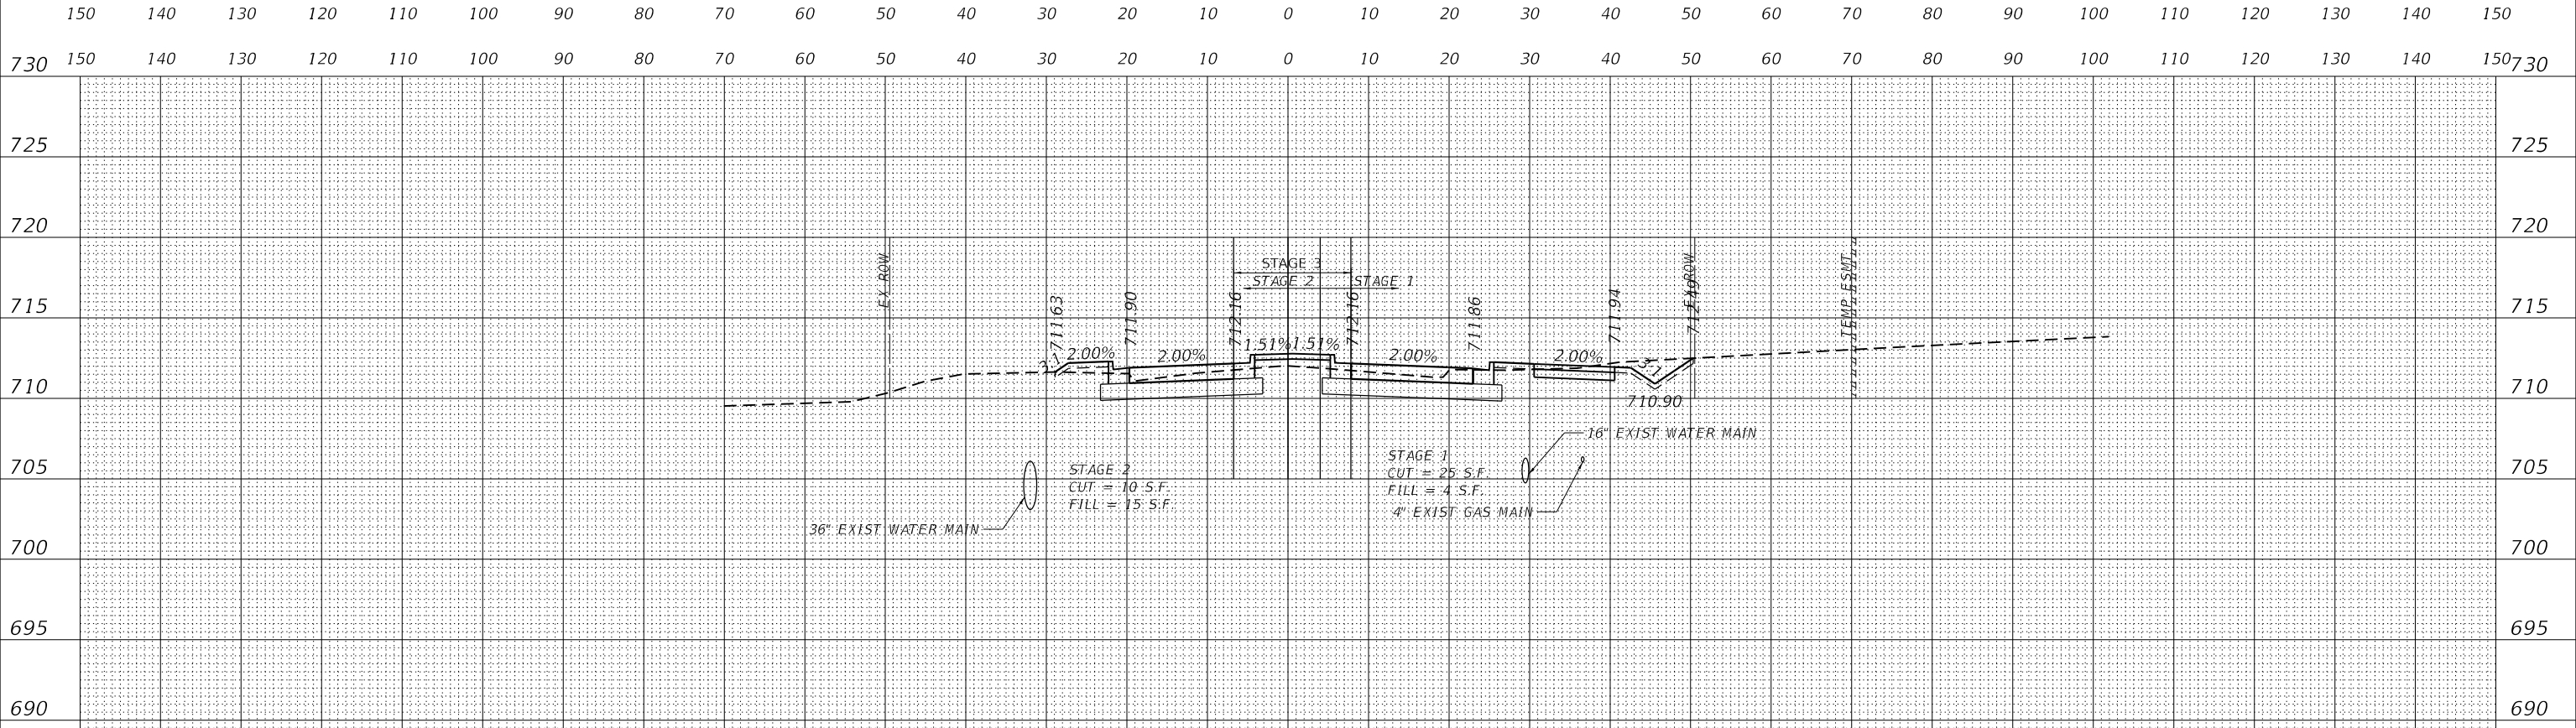 150 140 130 120 110 100 90 80 70 60 50 40 30 20 10 0 10 20 30 40 50 60 70 80 90 100 110 120 130 140 150
150 140 130 120 110 100 90 80 70 60 50 40 30 20 10 0 10 20 30 40 50 60 70 80 90 100 110 120 130 140 150
730 730
725 725
720 720
EX ROW
STAGE 3
STAGE 2 STAGE 1
EX ROW
TEMP ESMT
715 715
711.63
711.90
712.16
712.16
711.86
711.94
712.49
2:1
2.00%
2.00%
1.51% 1.51%
2.00%
2.00%
3:1
710 710
710.90
16" EXIST WATER MAIN
705 705
STAGE 2
CUT = 10 S.F.
FILL = 15 S.F.
STAGE 1
CUT = 25 S.F.
FILL = 4 S.F.
4" EXIST GAS MAIN
36" EXIST WATER MAIN
700 700
695 695
690 690